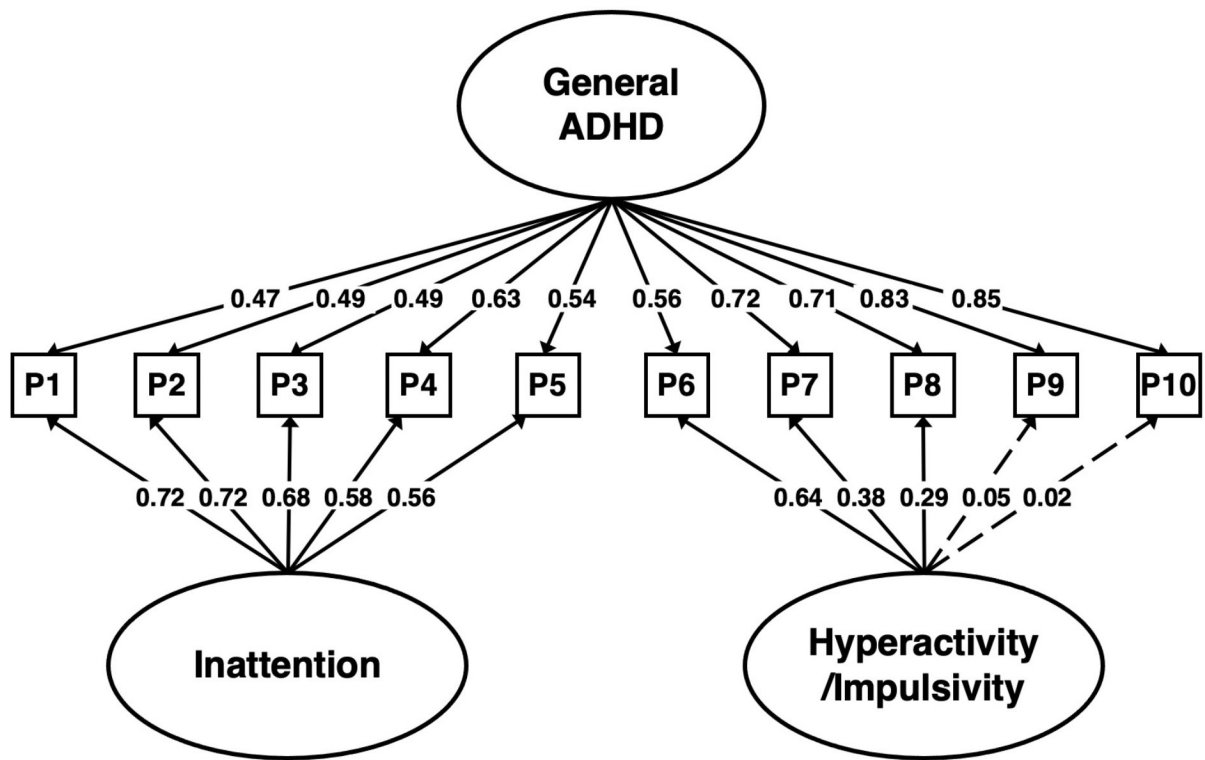 General
ADHD
0.47 0.49 0.49 0.63 0.54 0.56 0.72 0.71 0.83 0.85
P1 P2 P3 P4 P5 P6 P7 P8 P9 P10
0.72 0.72 0.68 0.58 0.56 0.64 0.38 0.29 0.05 0.02
Inattention
Hyperactivity
/Impulsivity